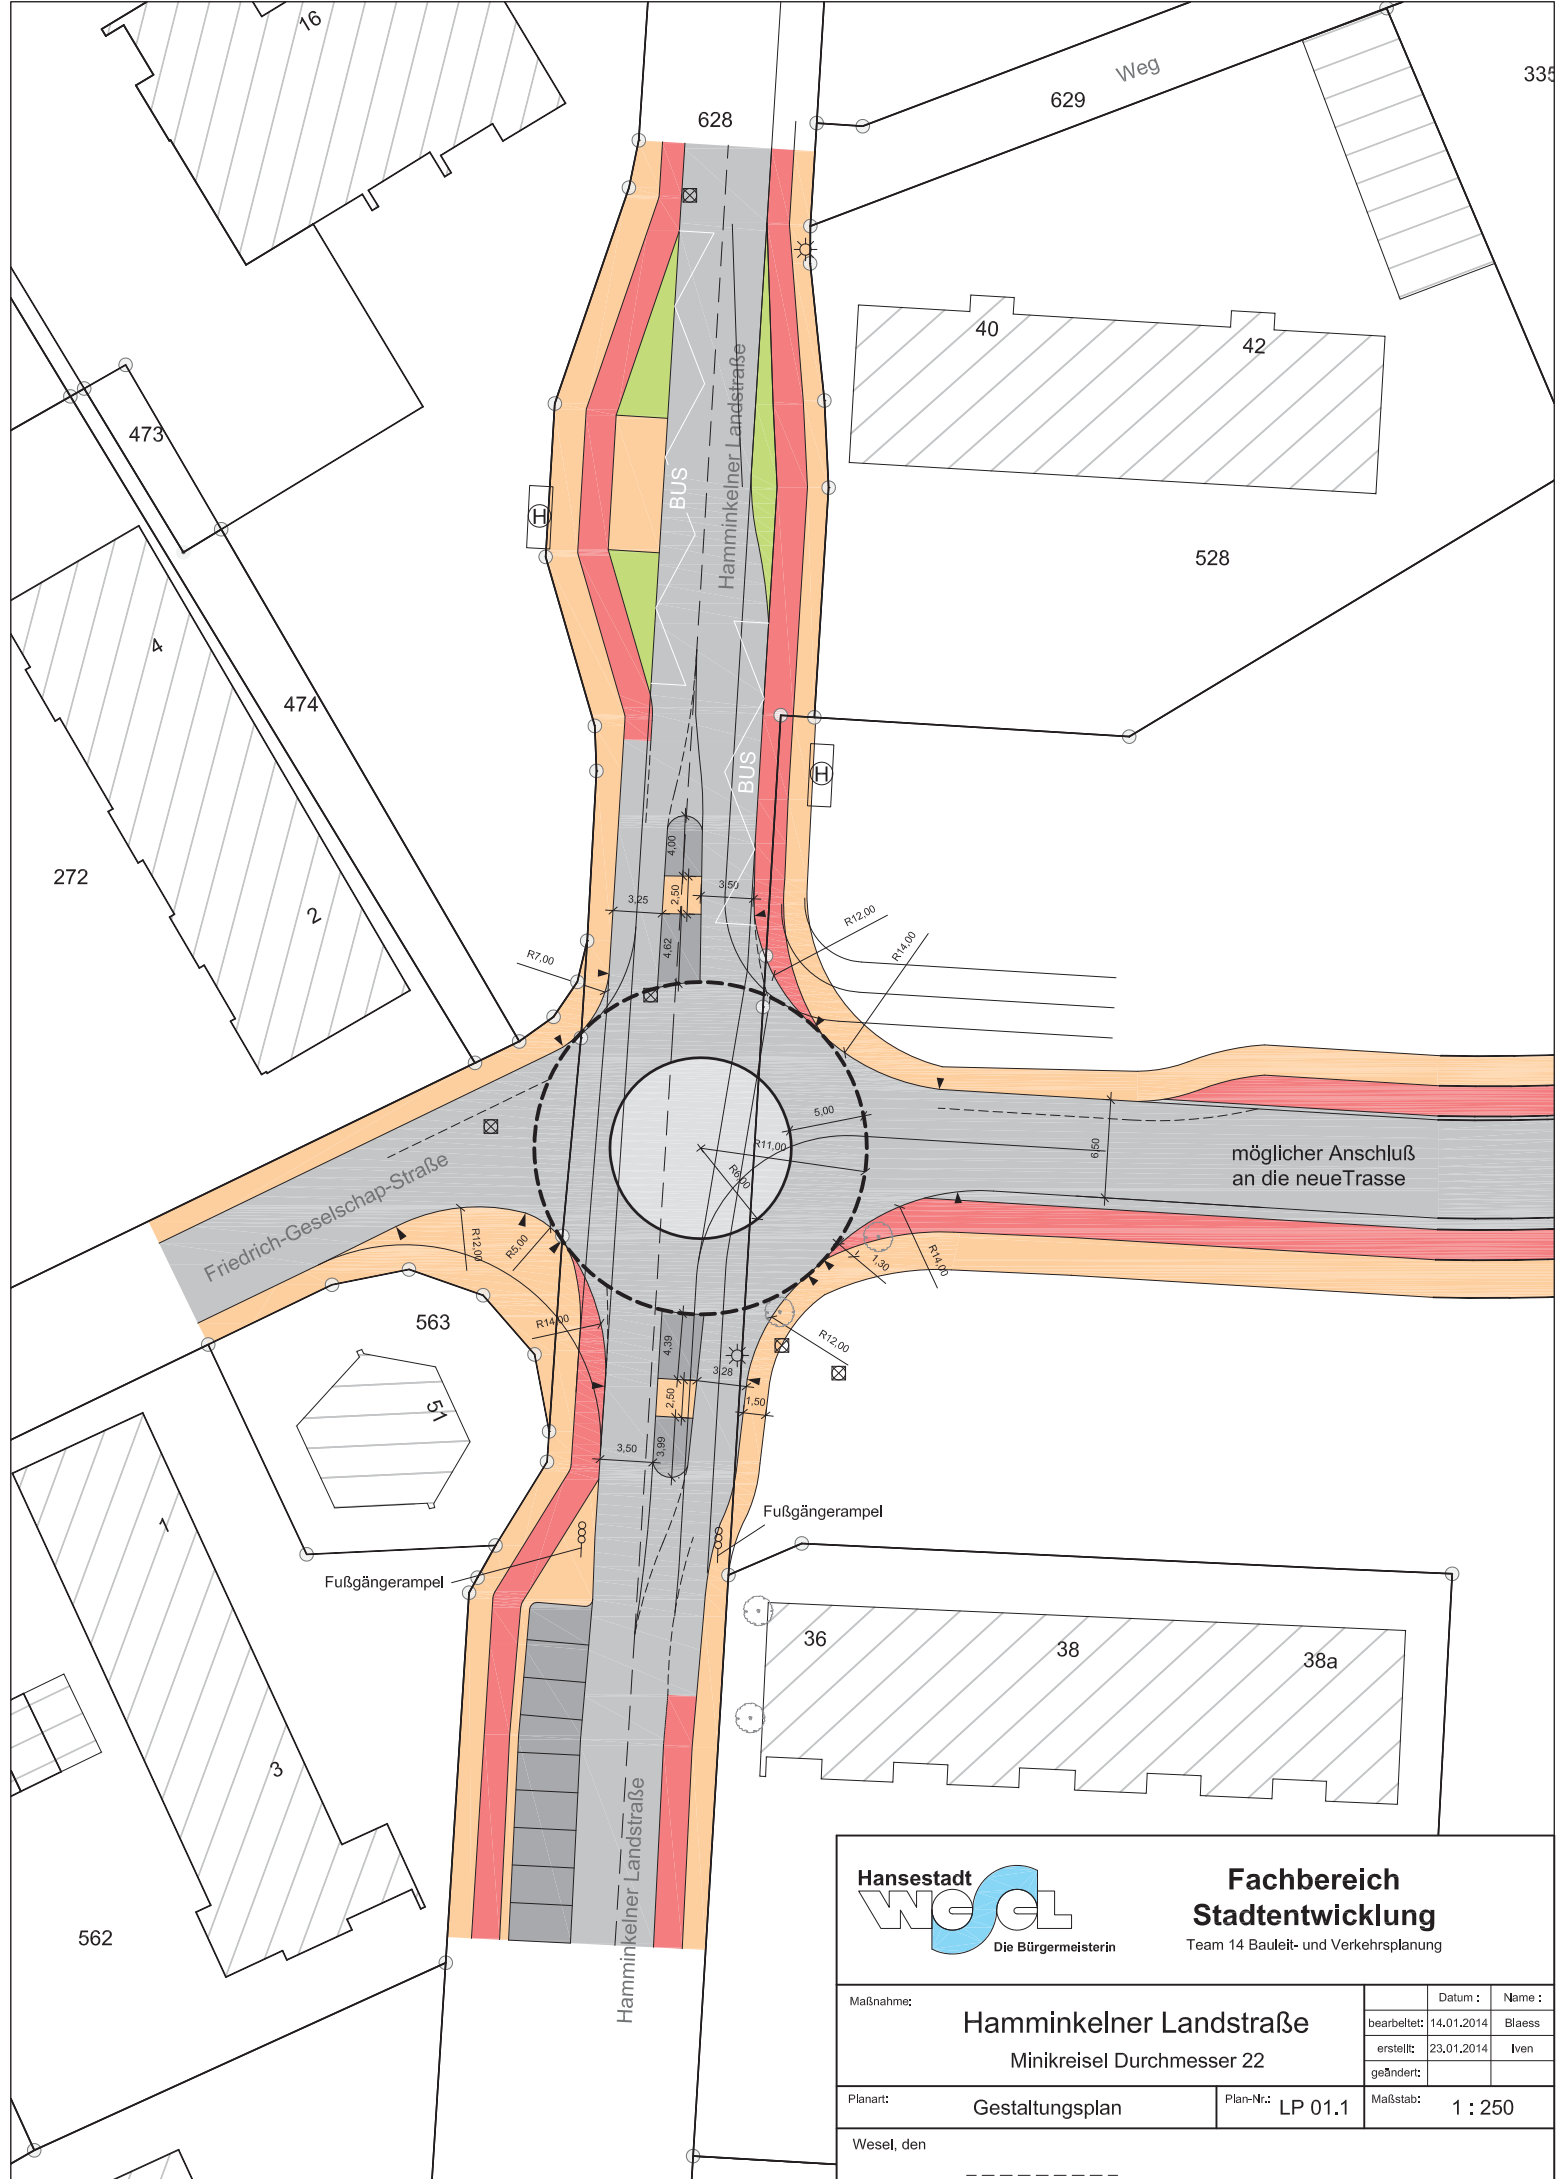 16
Weg
335
629
628
40
42
Hamminkelner Landstraße
473
BUS
H
528
4
474
BUS
H
272
2
4,00
2,50
3,50
3,25
4,62
R12,00
R14,00
R7,00
5,00
R11,00
R6,00
6,50
möglicher Anschluß
an die neueTrasse
Friedrich-Geselschap-Straße
R12,00
R5,00
1,30
R14,00
563
R14,00
4,39
R12,00
3,28
2,50
1,50
51
3,50
3,99
Fußgängerampel
1
Fußgängerampel
36
38
38a
3
Hamminkelner Landstraße
562
Hansestadt
WESEL
Die Bürgermeisterin
Fachbereich
Stadtentwicklung
Team 14 Bauleit- und Verkehrsplanung
Maßnahme:
Hamminkelner Landstraße
Minikreisel Durchmesser 22
Datum :
Name :
bearbeitet:
14.01.2014
Blaess
erstellt:
23.01.2014
Iven
geändert:
Planart:
Gestaltungsplan
Plan-Nr.:
LP 01.1
Maßstab:
1 : 250
Wesel, den